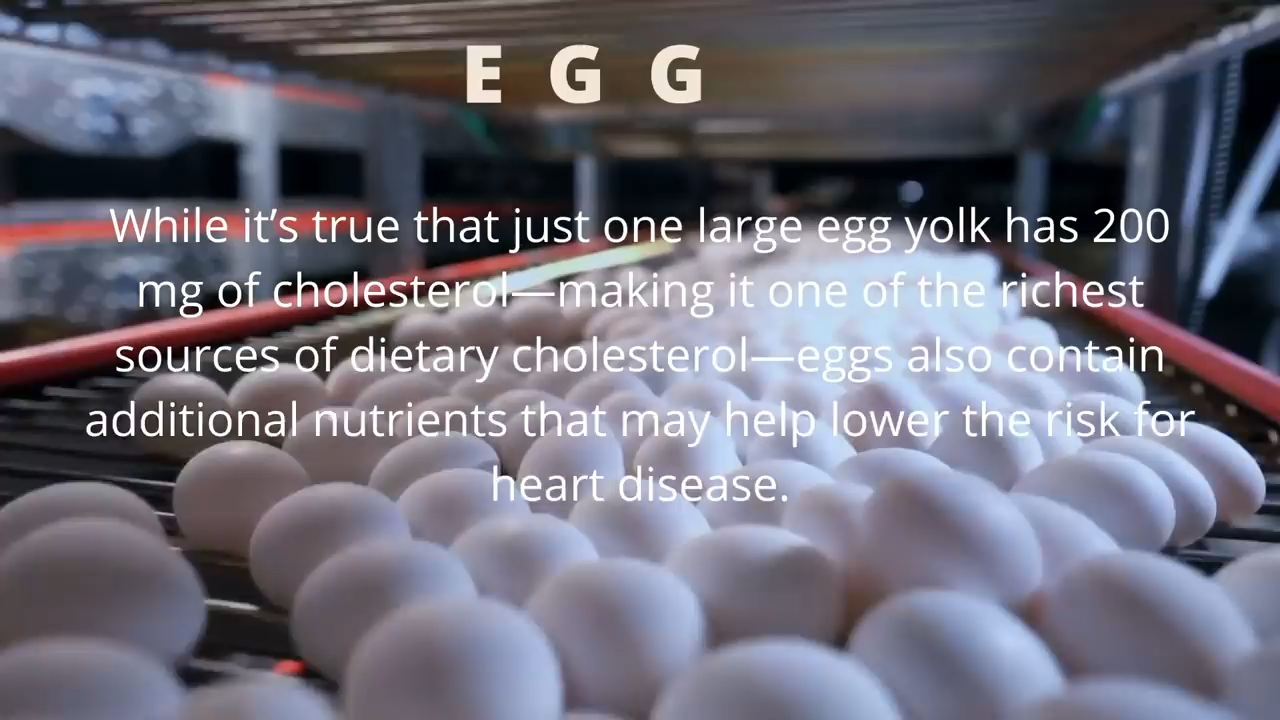 EGG
While it’s true that just one large egg yolk has 200
mg of cholesterol—making it one of the richest
sources of dietary cholesterol—eggs also contain
additional nutrients that may help lower the risk for
heart disease.